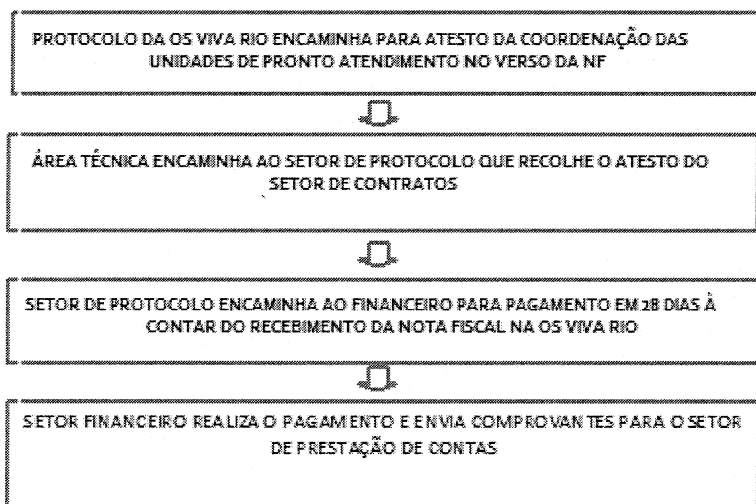 PROTOCOLO DA OS VIVA RIO ENCAMINHA PARA ATESTO DA COORDENAÇÃO DAS
UNIDADES DE PRONTO ATENDIMENTO NO VERSO DA NF
ÁREA TÉCNICA ENCAMINHA AO SETOR DE PROTOCOLO QUE RECOLHE O ATESTO DO
SETOR DE CONTRATOS
SETOR DE PROTOCOLO ENCAMINHA AO FINANCEIRO PARA PAGAMENTO EM 28 DIAS À
CONTAR DO RECEBIMENTO DA NOTA FISCAL NA OS VIVA RIO
SETOR FINANCEIRO REALIZA O PAGAMENTO E ENVIA COMPROVANTES PARA O SETOR
DE PRESTAÇÃO DE CONTAS